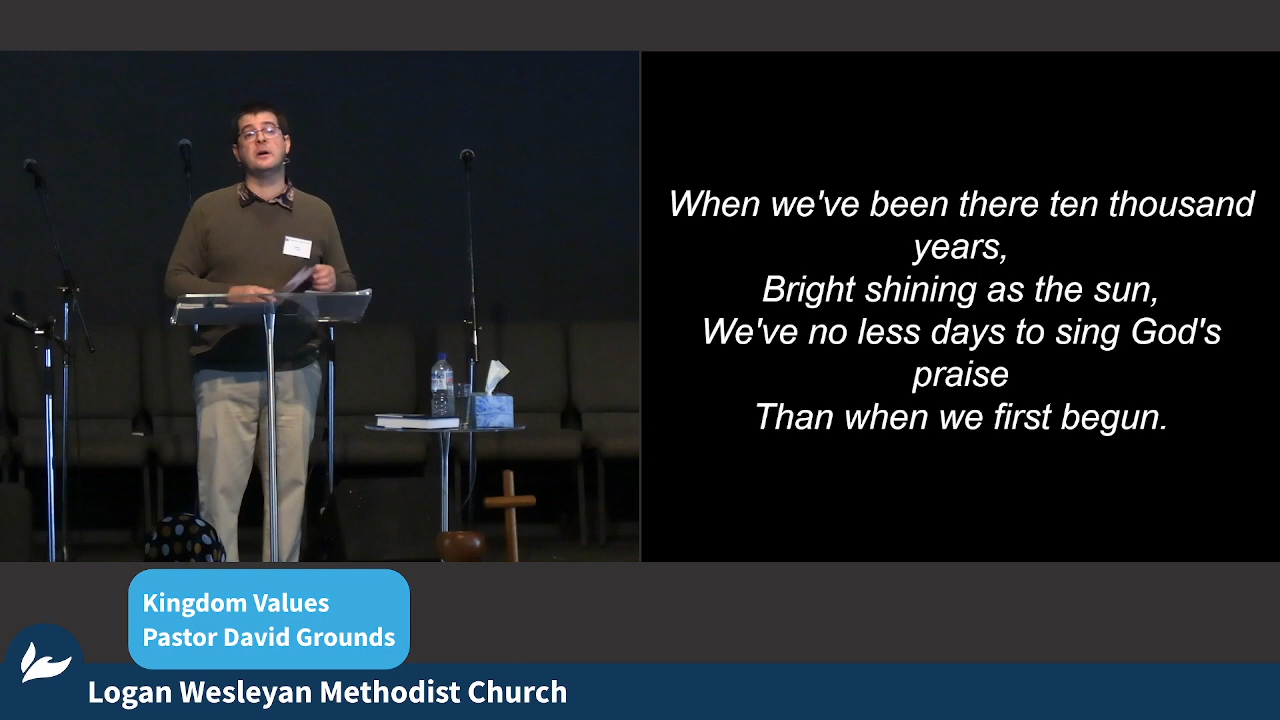 When we've been there ten thousand
years,
Bright shining as the sun,
We've no less days to sing God's
praise
Than when we first begun.
Kingdom Values
Pastor David Grounds
Logan Wesleyan Methodist Church